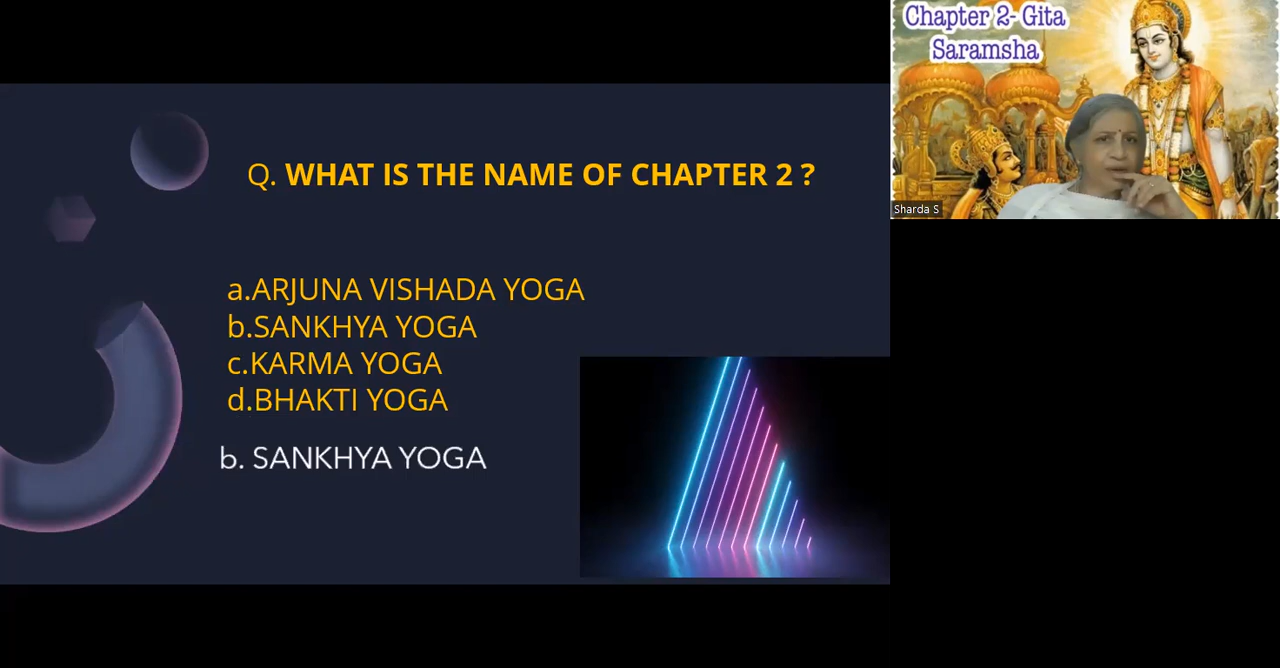 Q. WHAT IS THE NAME OF CHAPTER 2 ?
a.ARJUNA VISHADA YOGA
b.SANKHYA YOGA
c.KARMA YOGA
d.BHAKTI YOGA
b. SANKHYA YOGA
Chapter 2- Gita
Saramsha
Sharda S